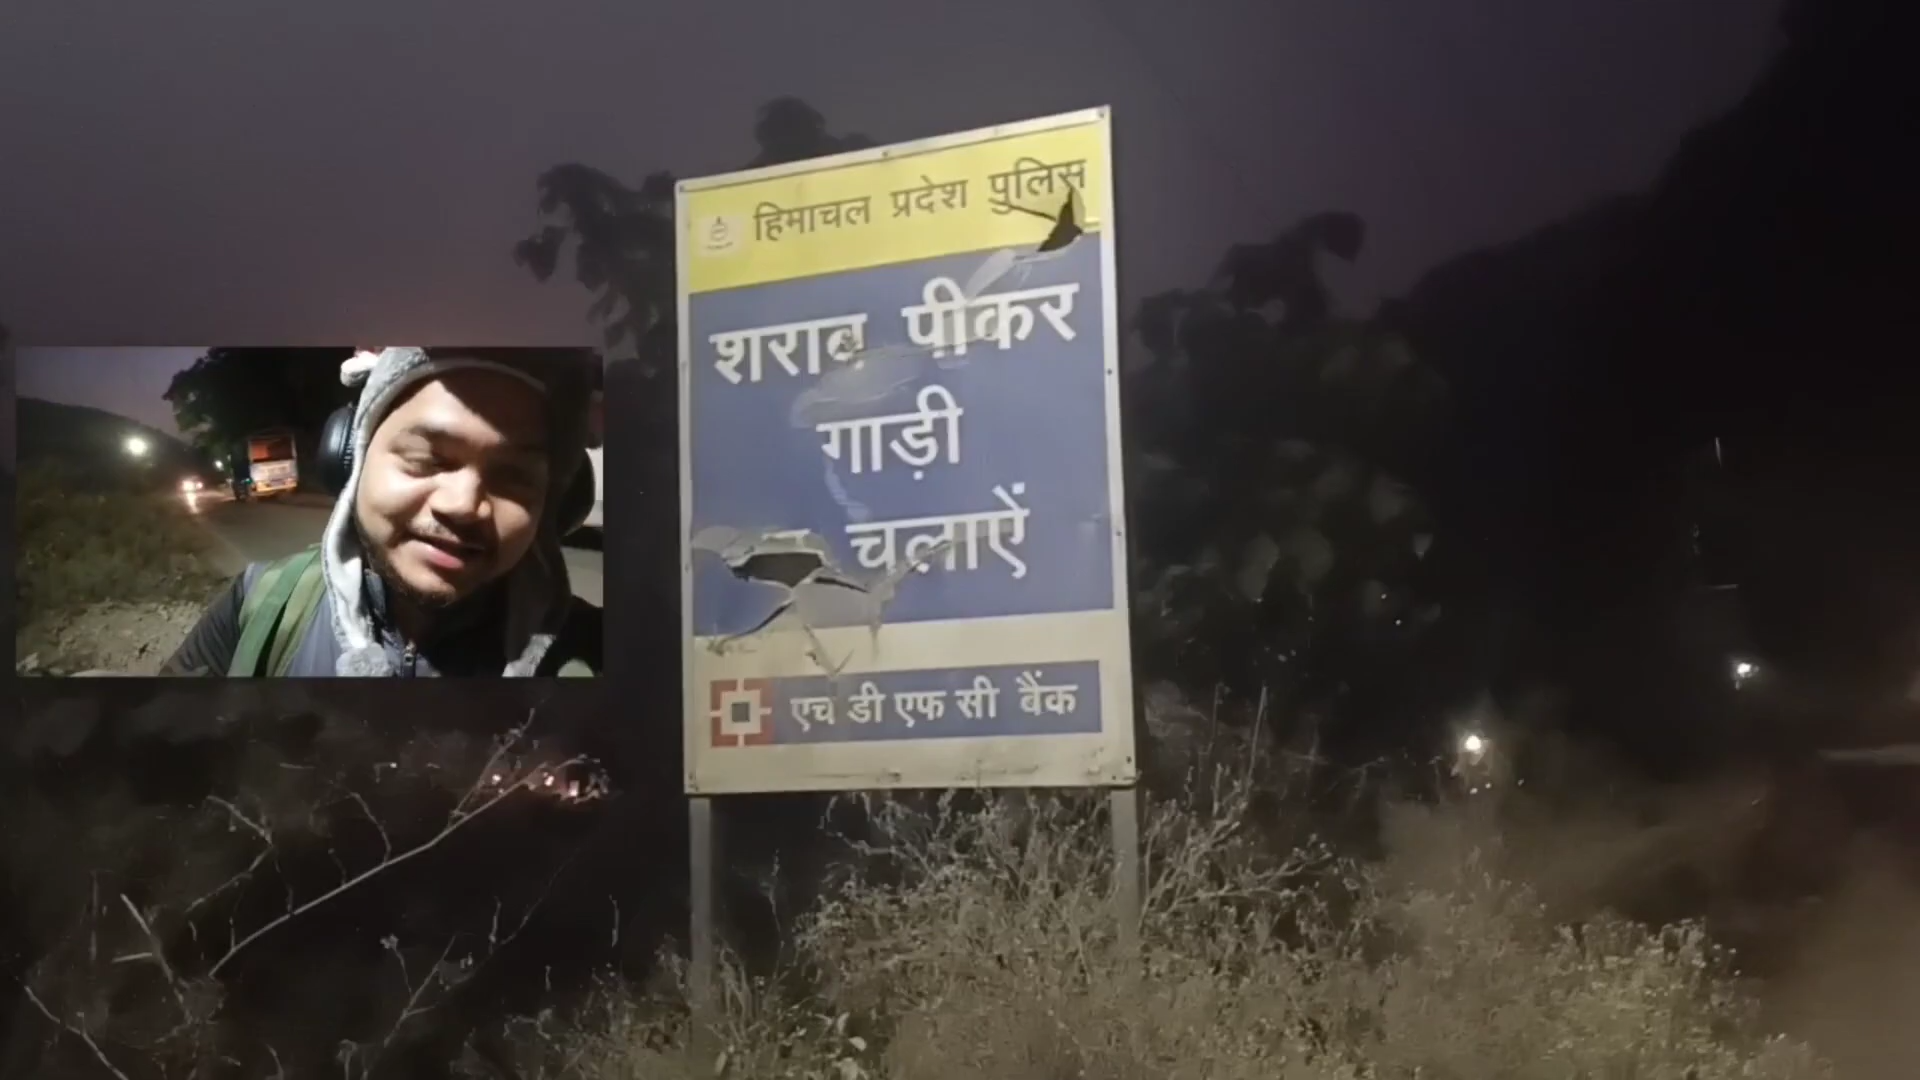 हिमाचल प्रदेश पुलिस
शराब पीकर
गाड़ी
चलाऐं
एच डी एफ सी बैंक